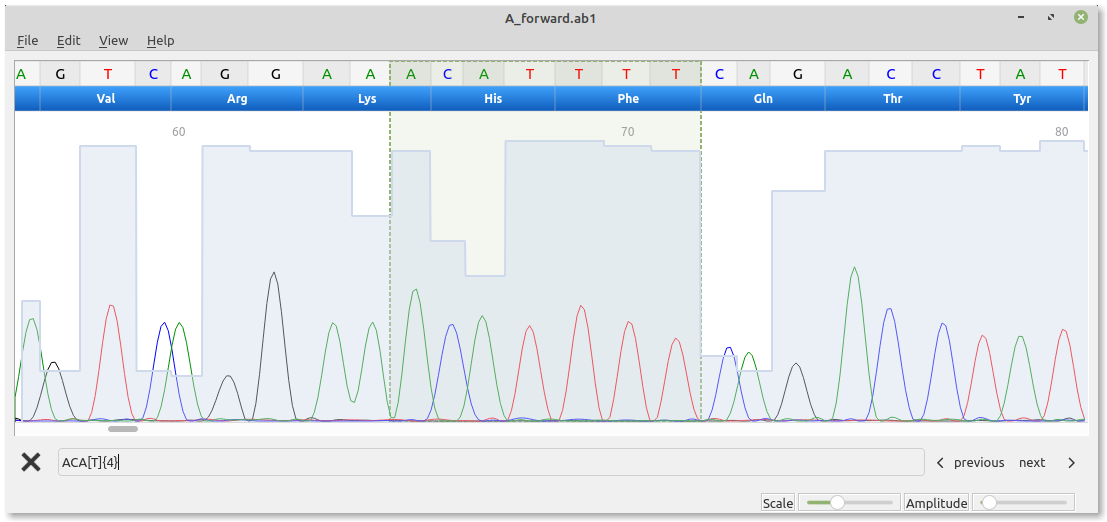 A_forward.ab1
File Edit View Help
A G T C A G G A A A C A T T T T C A G A C C T A T
Val Arg Lys His Phe Gln Thr Tyr
60 70 80
ACA[T]{4} previous next
Scale Amplitude